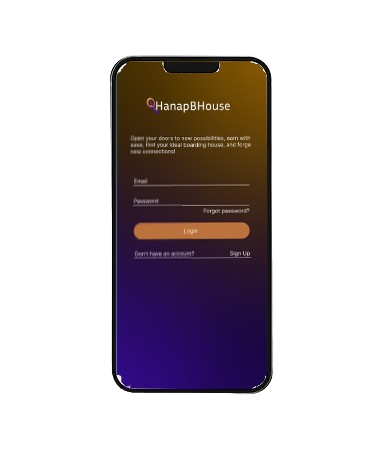 HanapBHouse
Open your doors to new possibilities, earn with
ease, find your ideal boarding house, and forge
new connections!
Email
Password
Forgot password?
Login
Don't have an account? Sign Up